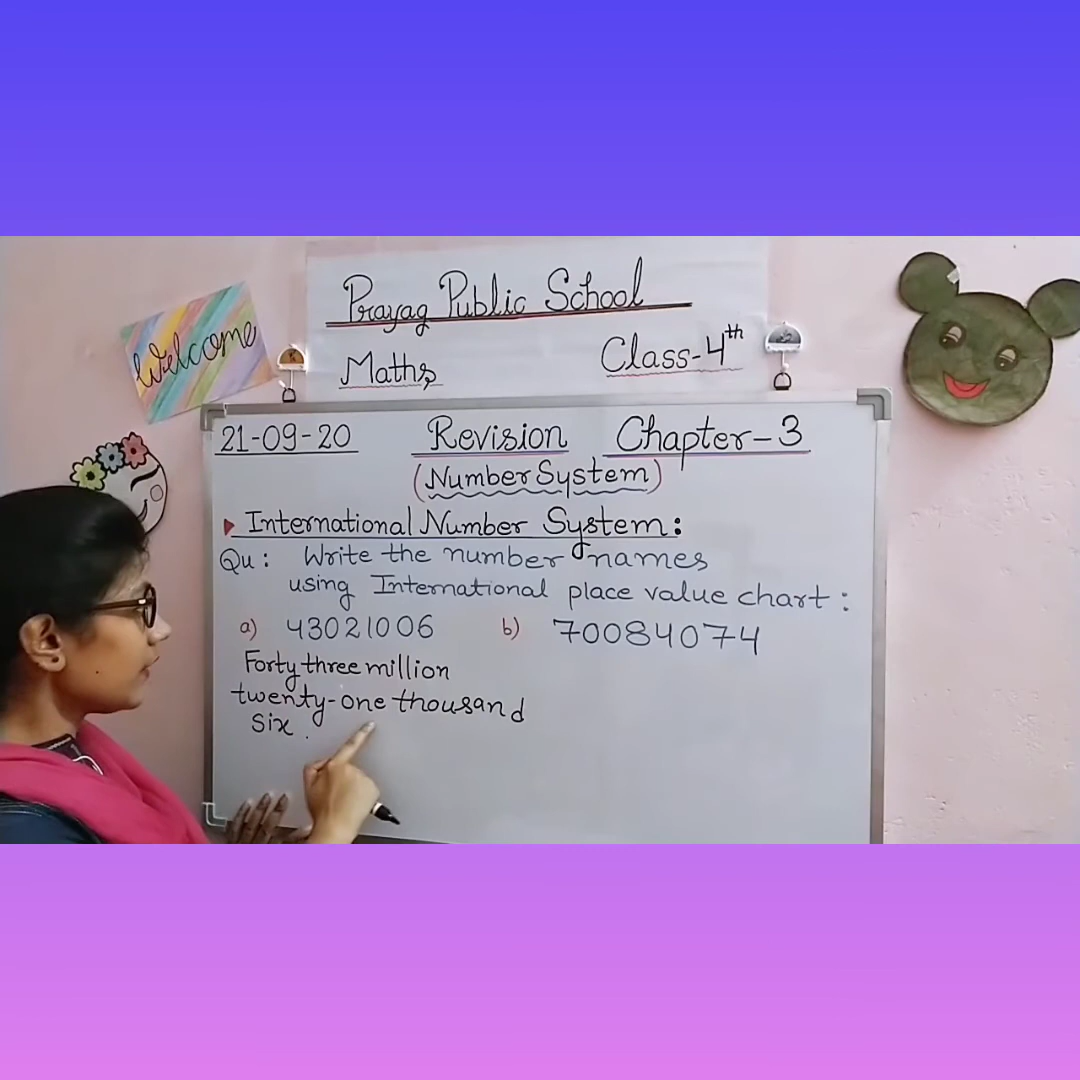 Prayag Public School
Welcome
Maths
Class-4th
21-09-20 Revision Chapter-3
(Number System)
International Number System:
Qu: Write the number names
using International place value chart:
a) 43021006 b) 70084074
Forty three million
twenty-one thousand
six.